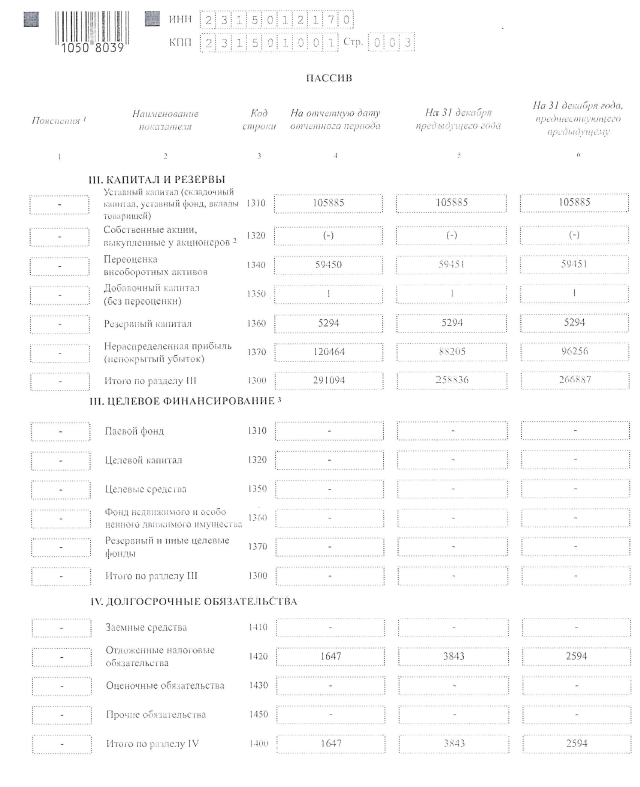 ИНН 2 3 1 5 0 1 2 1 7 0
1050 8039
КПП 2 3 1 5 0 1 0 0 1 Стр. 0 0 3
ПАССИВ
Пояснения 1 Наименование показателя Код строки На отчетную дату отчетного периода На 31 декабря предыдущего года На 31 декабря года, предшествующего предыдущему
1 2 3 4 5 6
III. КАПИТАЛ И РЕЗЕРВЫ
- Уставный капитал (складочный капитал, уставный фонд, вклады товарищей) 1310 105885 105885 105885
- Собственные акции, выкупленные у акционеров 2 1320 (-) (-) (-)
- Переоценка внеоборотных активов 1340 59450 59451 59451
- Добавочный капитал (без переоценки) 1350 1 1 1
- Резервный капитал 1360 5294 5294 5294
- Нераспределенная прибыль (непокрытый убыток) 1370 120464 88205 96256
- Итого по разделу III 1300 291094 258836 266887
III. ЦЕЛЕВОЕ ФИНАНСИРОВАНИЕ 3
- Паевой фонд 1310 - - -
- Целевой капитал 1320 - - -
- Целевые средства 1350 - - -
- Фонд недвижимого и особо ценного движимого имущества 1360 - - -
- Резервный и иные целевые фонды 1370 - - -
- Итого по разделу III 1300 - - -
IV. ДОЛГОСРОЧНЫЕ ОБЯЗАТЕЛЬСТВА
- Заемные средства 1410 - - -
- Отложенные налоговые обязательства 1420 1647 3843 2594
- Оценочные обязательства 1430 - - -
- Прочие обязательства 1450 - - -
- Итого по разделу IV 1400 1647 3843 2594